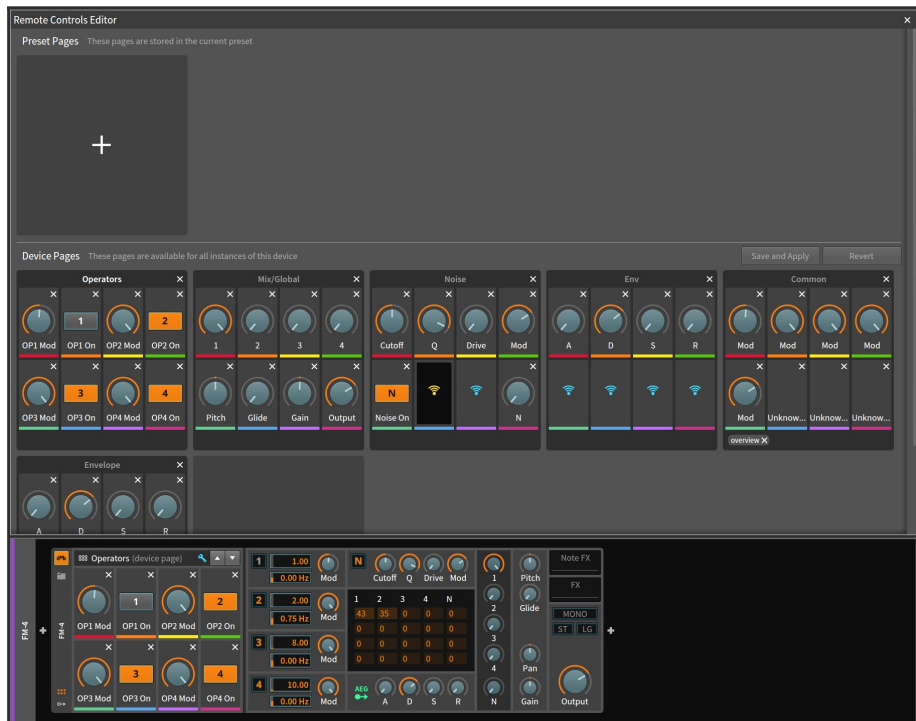 Remote Controls Editor
Preset Pages These pages are stored in the current preset
Device Pages These pages are available for all instances of this device
Save and Apply Revert
Operators Mix/Global Noise Env Common
1 2
OP1 Mod OP1 On OP2 Mod OP2 On 1 2 3 4 Cutoff Q Drive Mod A D S R Mod Mod Mod Mod
3 4 N
OP3 Mod OP3 On OP4 Mod OP4 On Pitch Glide Gain Output Noise On N Mod Unknow... Unknow... Unknow...
overview
Envelope
A D S R
FM-4
FM-4
Operators (device page)
1 2
OP1 Mod OP1 On OP2 Mod OP2 On
3 4
OP3 Mod OP3 On OP4 Mod OP4 On
1 1.00
0.00 Hz Mod
2 2.00
0.75 Hz Mod
3 8.00
0.00 Hz Mod
4 10.00
0.00 Hz Mod
N
Cutoff Q Drive Mod
1 2 3 4 N
43 35 0 0 0
0 0 0 0 0
0 0 0 0 0
0 0 0 0 0
AEG
A D S R
1
2
3
4
N
Pitch
Glide
Pan
Gain
Note FX
FX
MONO
ST LG
Output